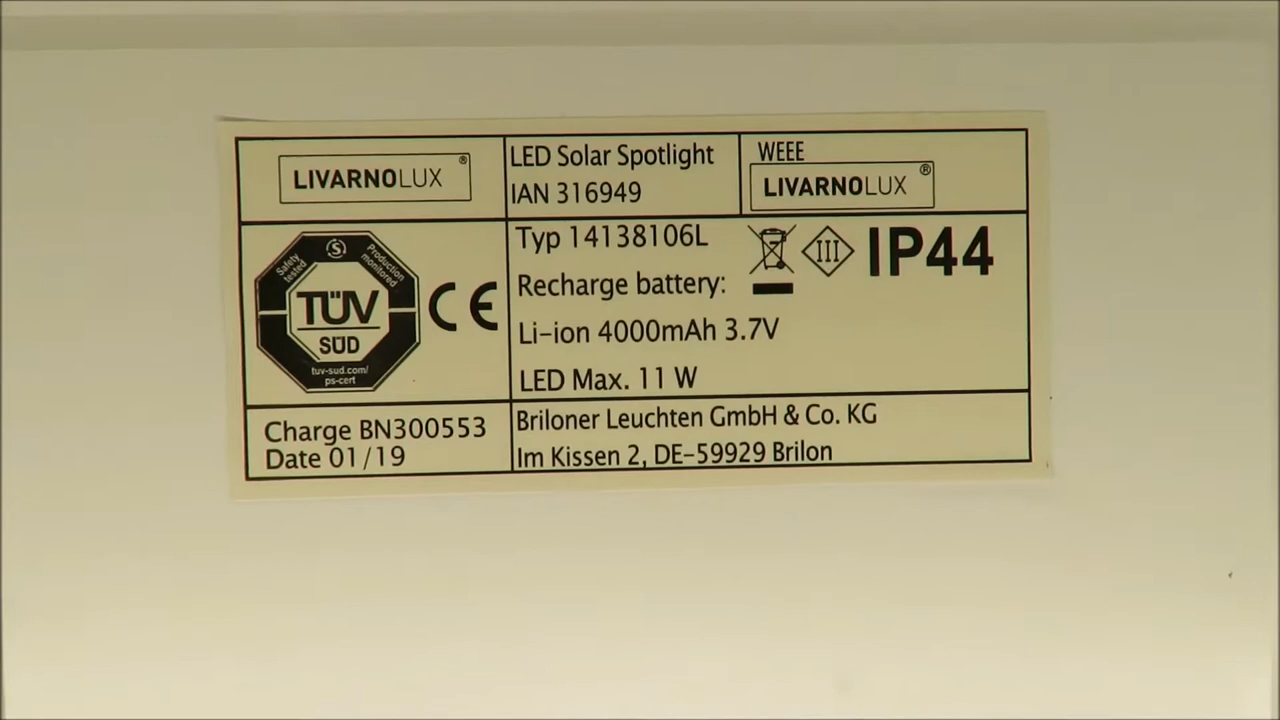 LIVARNOLUX®
LED Solar Spotlight
IAN 316949
WEEE
LIVARNOLUX®
Safety tested
S
Production monitored
TÜV
SÜD
tuv-sud.com/
ps-cert
CE
Typ 14138106L
III
IP44
Recharge battery:
Li-ion 4000mAh 3.7V
LED Max. 11 W
Charge BN300553
Date 01/19
Briloner Leuchten GmbH & Co. KG
Im Kissen 2, DE-59929 Brilon